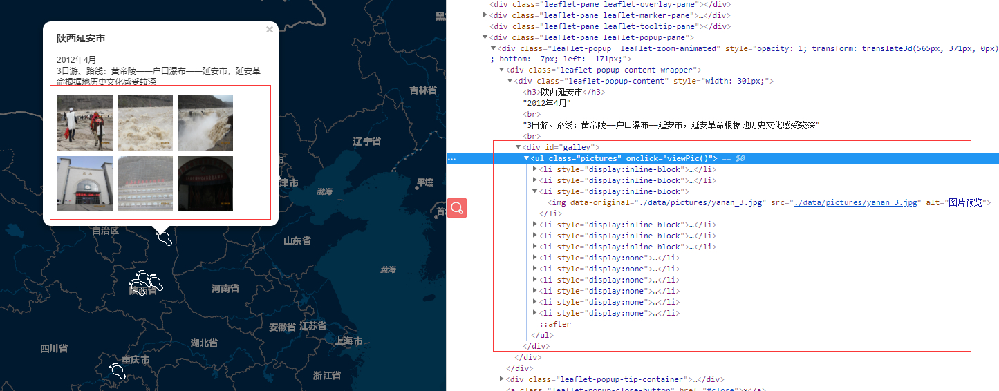 陕西延安市
×
2012年4月
3日游、路线：黄帝陵——户口瀑布——延安市，延安革
命根据地历史文化感受较深
黑
吉林省
辽宁省
市
津市
渤海
平壤
首
自治区
山东省
黄海
陕西省
河南省
安徽省
江苏省
上海市
四川省
湖北省
重庆市
浙江省
<div class="leaflet-pane leaflet-overlay-pane"></div>
<div class="leaflet-pane leaflet-marker-pane">…</div>
<div class="leaflet-pane leaflet-tooltip-pane"></div>
<div class="leaflet-pane leaflet-popup-pane">
<div class="leaflet-popup  leaflet-zoom-animated" style="opacity: 1; transform: translate3d(565px, 371px, 0px)
; bottom: -7px; left: -171px;">
<div class="leaflet-popup-content-wrapper">
<div class="leaflet-popup-content" style="width: 301px;">
<h3>陕西延安市</h3>
"2012年4月"
<br>
"3日游、路线：黄帝陵——户口瀑布——延安市，延安革命根据地历史文化感受较深"
<br>
<div id="galley">
… <ul class="pictures" onclick="viewPic()"> == $0
<li style="display:inline-block">…</li>
<li style="display:inline-block">…</li>
<li style="display:inline-block">
<img data-original="./data/pictures/yanan_3.jpg" src="./data/pictures/yanan_3.jpg" alt="图片预览">
</li>
<li style="display:inline-block">…</li>
<li style="display:inline-block">…</li>
<li style="display:inline-block">…</li>
<li style="display:none">…</li>
<li style="display:none">…</li>
<li style="display:none">…</li>
<li style="display:none">…</li>
<li style="display:none">…</li>
<li style="display:none">…</li>
::after
</ul>
</div>
</div>
</div>
<div class="leaflet-popup-tip-container">…</div>
<a class="leaflet-popup-close-button" href="#close">×</a>